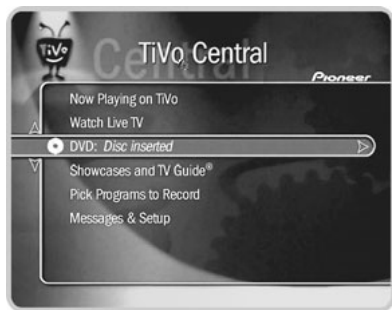 TiVo
Central
TiVo Central
Pioneer
Now Playing on TiVo
Watch Live TV
DVD: Disc inserted
Showcases and TV Guide®
Pick Programs to Record
Messages & Setup